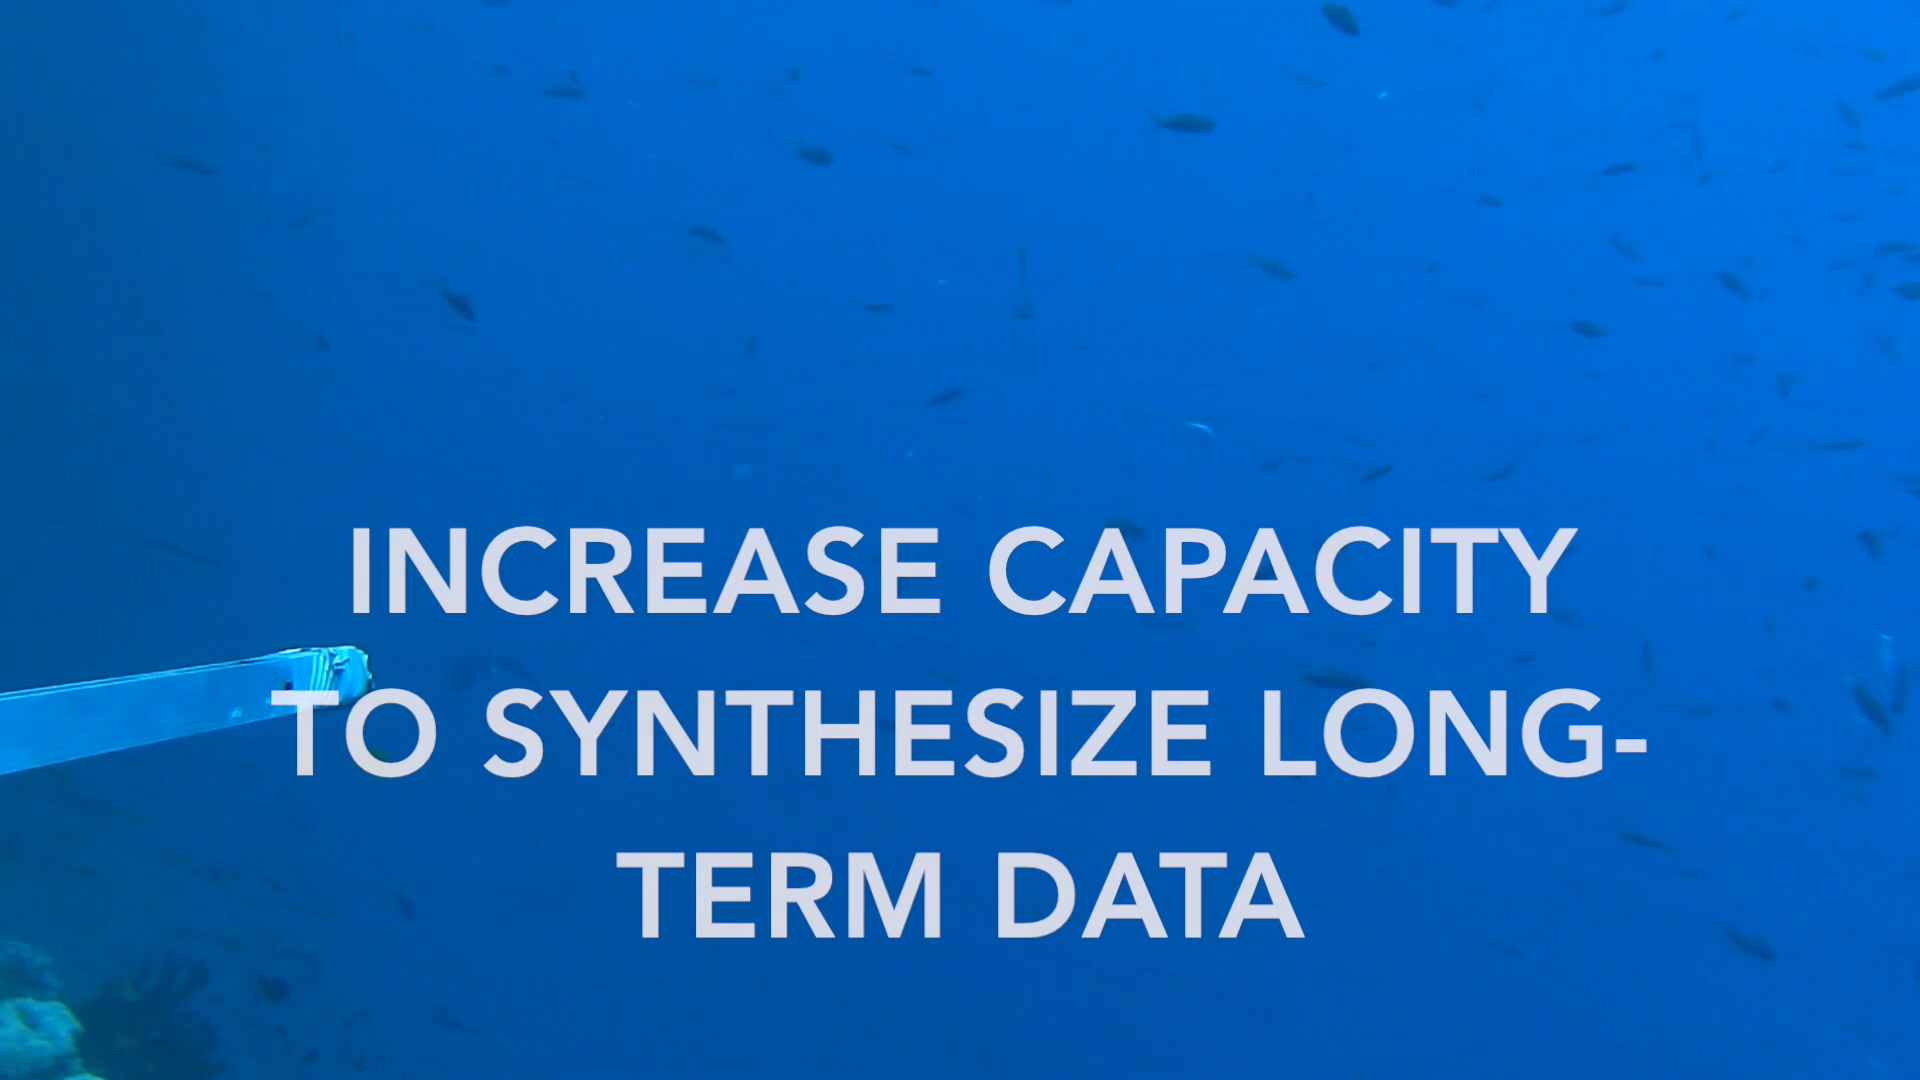 INCREASE CAPACITY
TO SYNTHESIZE LONG-
TERM DATA